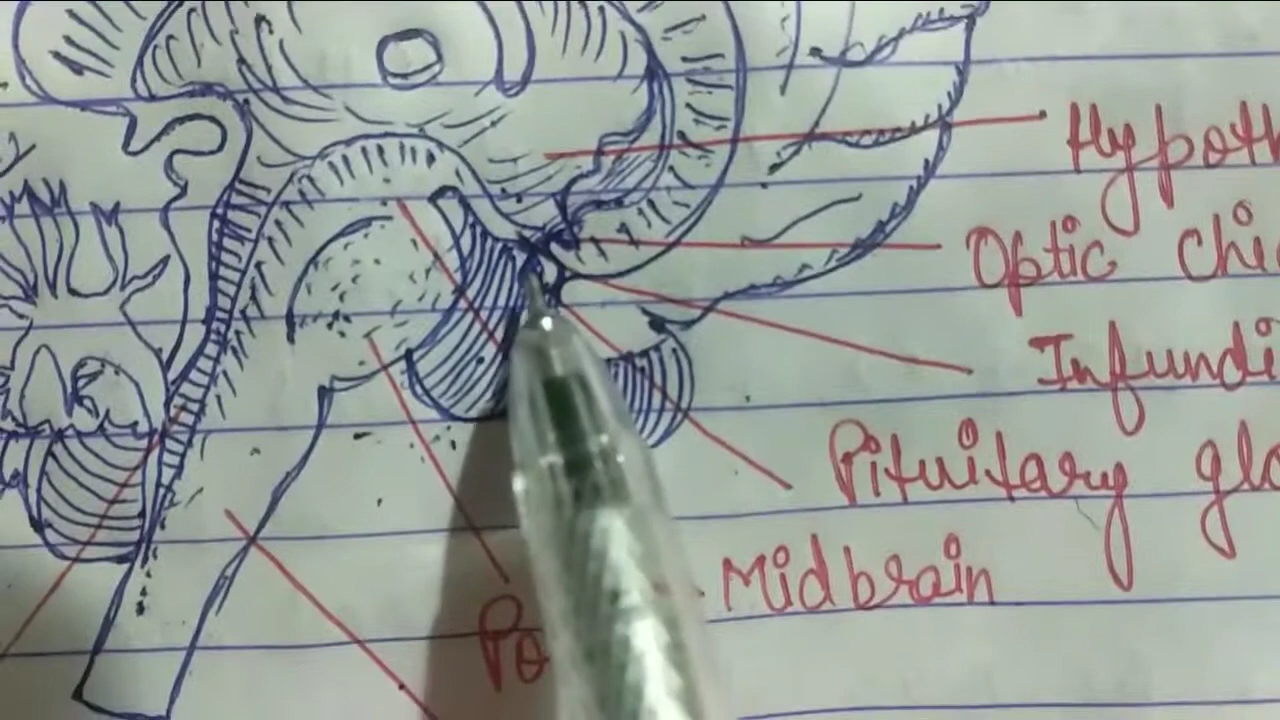 Hypoth
Optic Chi
Infundi
Pituitary gla
Midbrain
Po